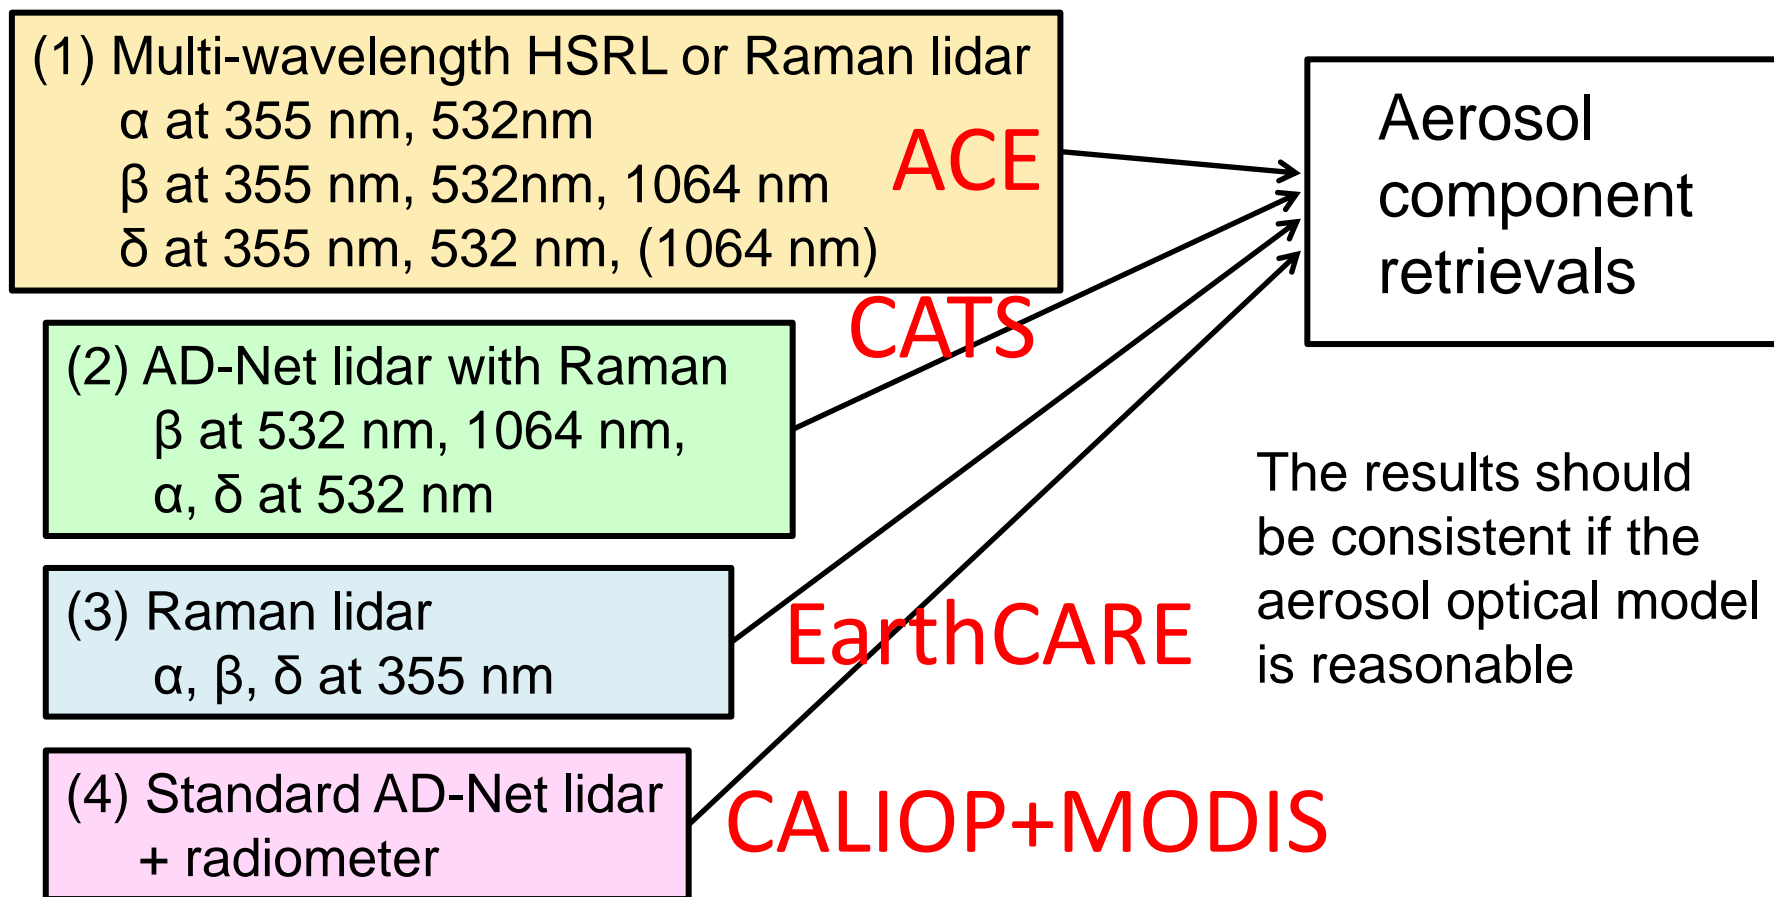 (1) Multi-wavelength HSRL or Raman lidar
α at 355 nm, 532nm
β at 355 nm, 532nm, 1064 nm
δ at 355 nm, 532 nm, (1064 nm)
ACE
(2) AD-Net lidar with Raman
β at 532 nm, 1064 nm,
α, δ at 532 nm
CATS
(3) Raman lidar
α, β, δ at 355 nm
EarthCARE
(4) Standard AD-Net lidar
+ radiometer
CALIOP+MODIS
Aerosol
component
retrievals
The results should
be consistent if the
aerosol optical model
is reasonable